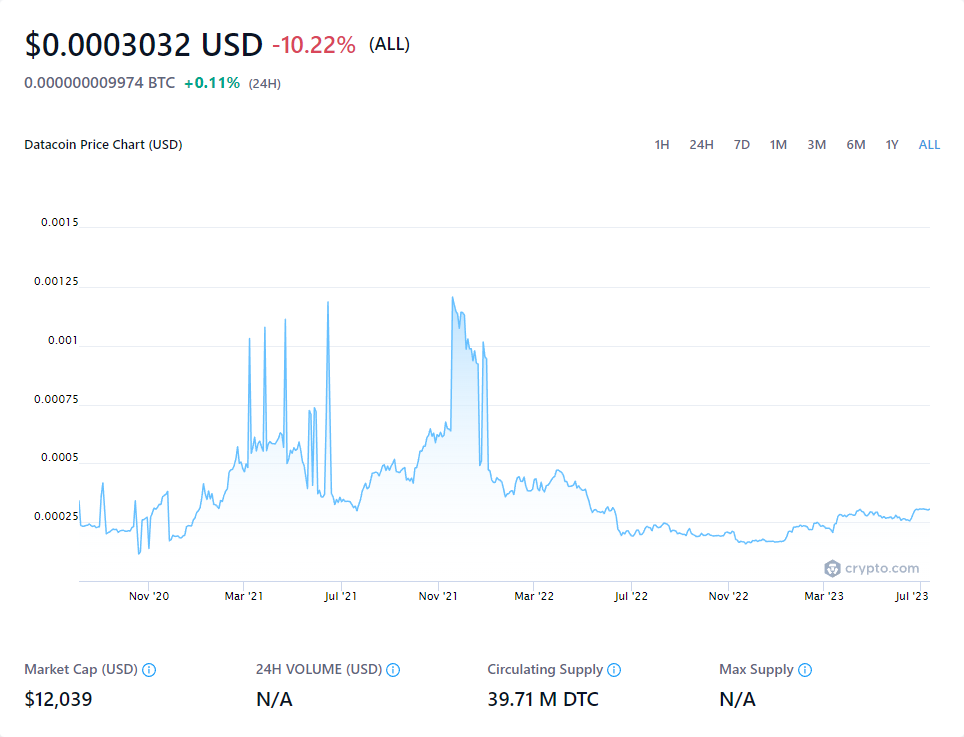 $0.0003032 USD -10.22% (ALL)
0.000000009974 BTC +0.11% (24H)
Datacoin Price Chart (USD) 1H 24H 7D 1M 3M 6M 1Y ALL
0.0015
0.00125
0.001
0.00075
0.0005
0.00025
crypto.com
Nov '20 Mar '21 Jul '21 Nov '21 Mar '22 Jul '22 Nov '22 Mar '23 Jul '23
Market Cap (USD) 24H VOLUME (USD) Circulating Supply Max Supply
$12,039 N/A 39.71 M DTC N/A